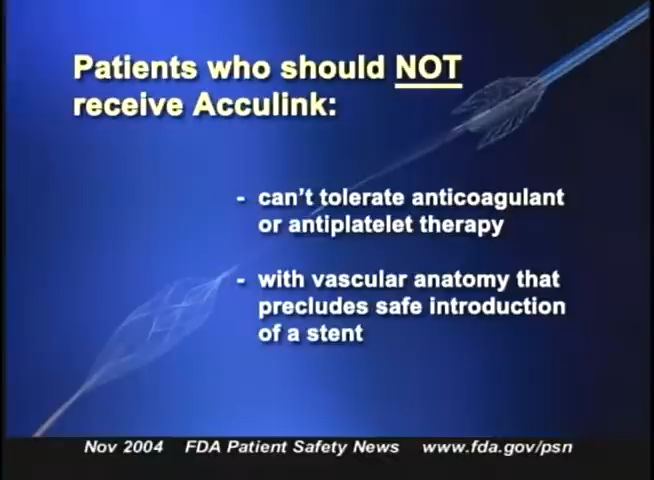 Patients who should NOT
receive Acculink:
- can't tolerate anticoagulant
or antiplatelet therapy
- with vascular anatomy that
precludes safe introduction
of a stent
Nov 2004 FDA Patient Safety News www.fda.gov/psn